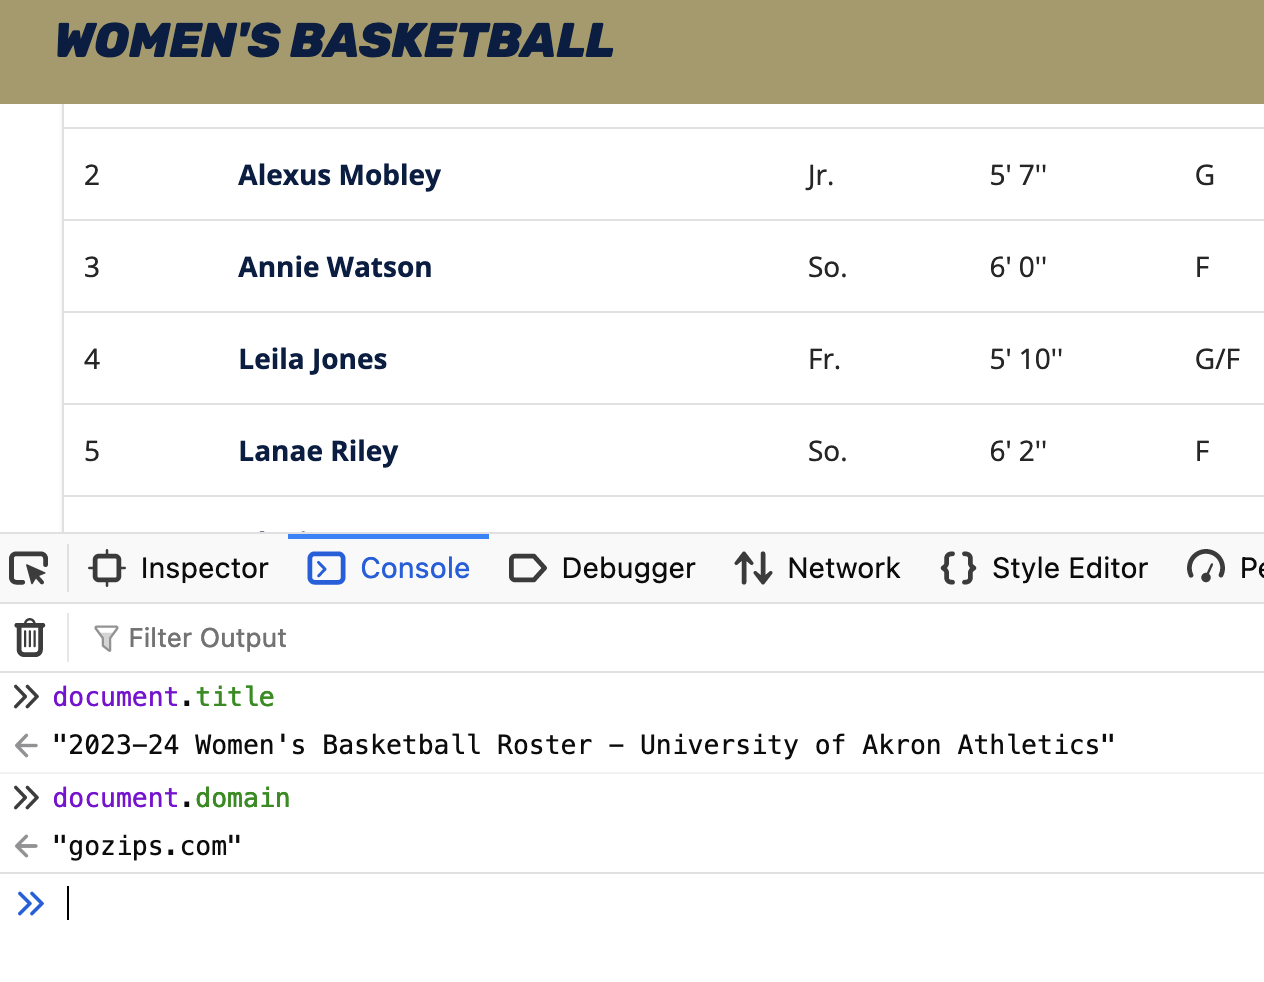 WOMEN'S BASKETBALL
2 Alexus Mobley Jr. 5' 7'' G
3 Annie Watson So. 6' 0'' F
4 Leila Jones Fr. 5' 10'' G/F
5 Lanae Riley So. 6' 2'' F
Inspector Console Debugger Network Style Editor
Filter Output
document.title
"2023-24 Women's Basketball Roster - University of Akron Athletics"
document.domain
"gozips.com"